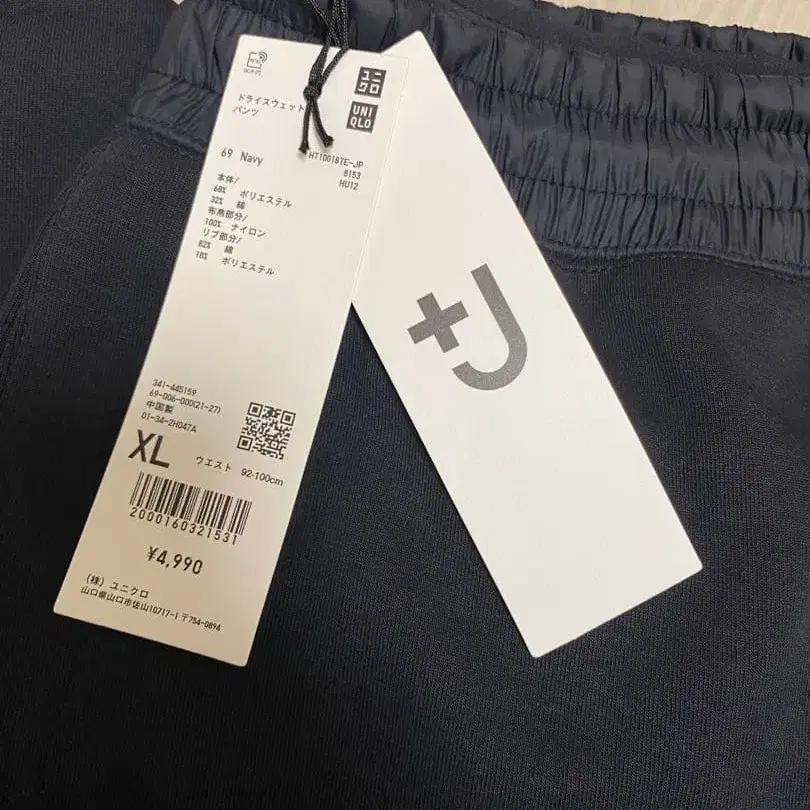 ユニ
クロ
UNI
QLO
ドライスウェット
パンツ
69 Navy
HT10018TE-JP
8153
HU12
本体/
68% ポリエステル
32% 綿
布帛部分/
100% ナイロン
リブ部分/
82% 綿
18% ポリエステル
+J
341-445159
69-006-000(21-27)
中国製
01-34-2H047A
XL ウエスト 92-100cm
2000160321531
¥4,990
(株) ユニクロ
山口県山口市佐山10717-1 〒754-0894